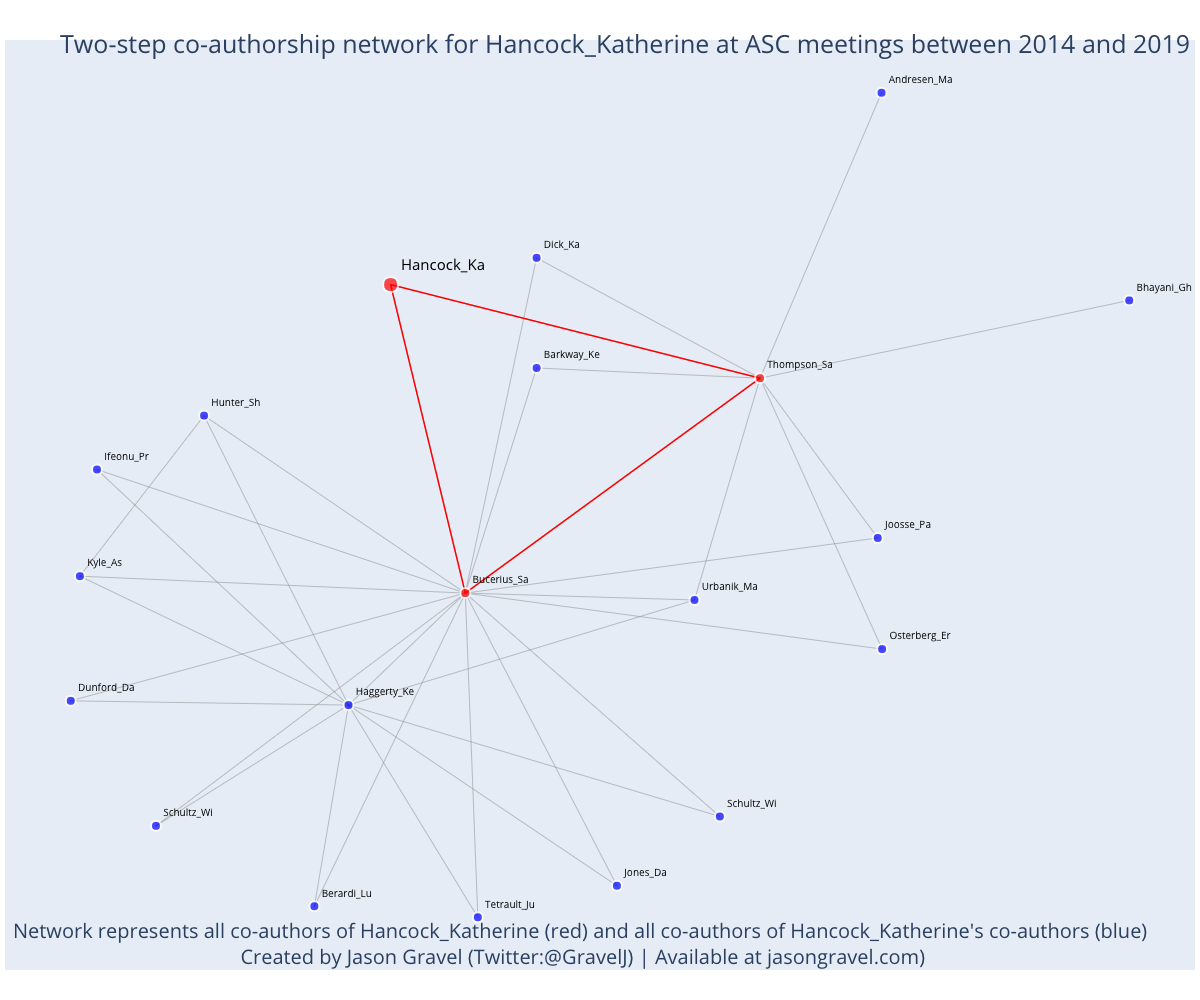 Two-step co-authorship network for Hancock_Katherine at ASC meetings between 2014 and 2019
Andresen_Ma
Dick_Ka
Hancock_Ka
Bhayani_Gh
Barkway_Ke
Thompson_Sa
Hunter_Sh
Ifeonu_Pr
Joosse_Pa
Kyle_As
Bucerius_Sa
Urbanik_Ma
Osterberg_Er
Dunford_Da
Haggerty_Ke
Schultz_Wi
Schultz_Wi
Jones_Da
Berardi_Lu
Tetrault_Ju
Network represents all co-authors of Hancock_Katherine (red) and all co-authors of Hancock_Katherine's co-authors (blue)
Created by Jason Gravel (Twitter:@GravelJ) | Available at jasongravel.com)